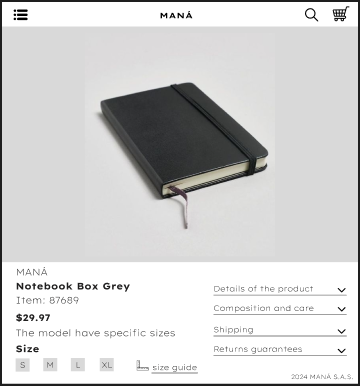 MANÁ
MANÁ
Notebook Box Grey
Item: 87689
$29.97
The model have specific sizes
Size
S M L XL
size guide
Details of the product
Composition and care
Shipping
Returns guarantees
2024 MANÁ S.A.S.